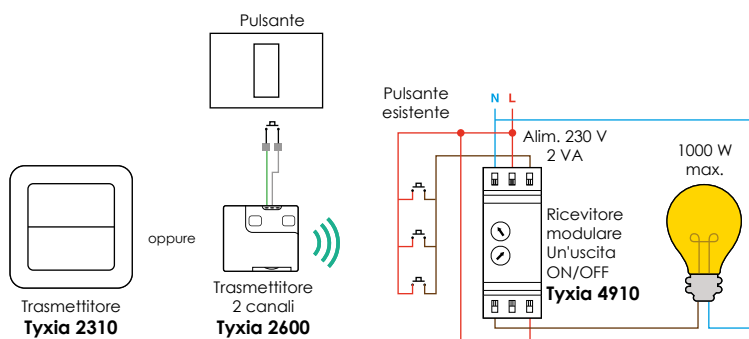 Pulsante
oppure
Trasmettitore
Tyxia 2310
Trasmettitore
2 canali
Tyxia 2600
Pulsante
esistente
N L
Alim. 230 V
2 VA
Ricevitore
modulare
Un'uscita
ON/OFF
Tyxia 4910
1000 W
max.